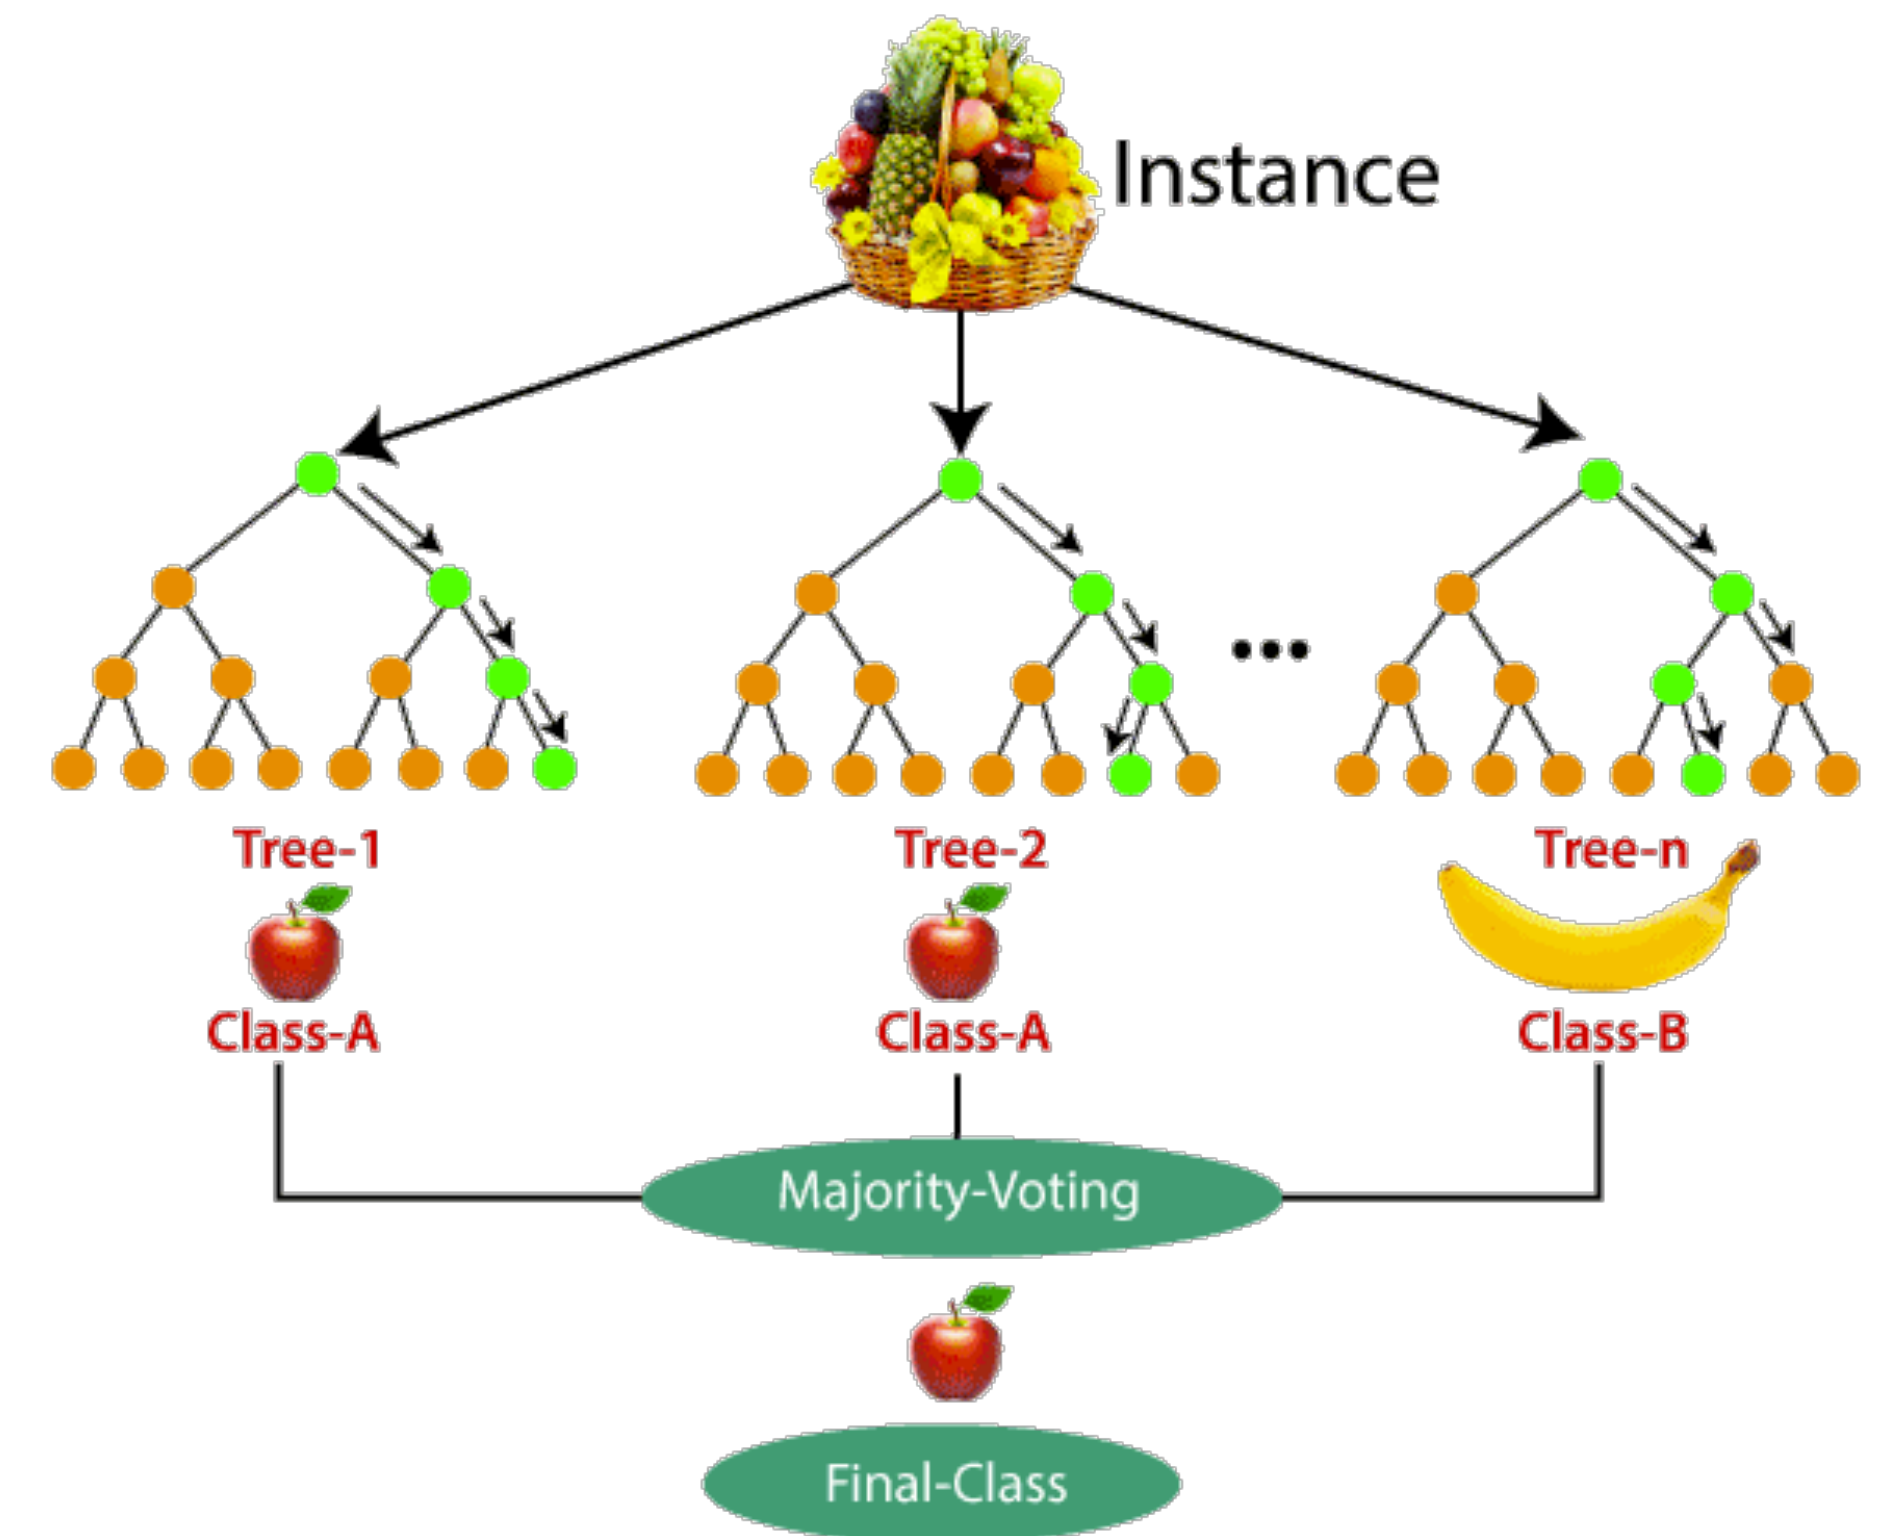 Instance
...
Tree-1
Tree-2
Tree-n
Class-A
Class-A
Class-B
Majority-Voting
Final-Class